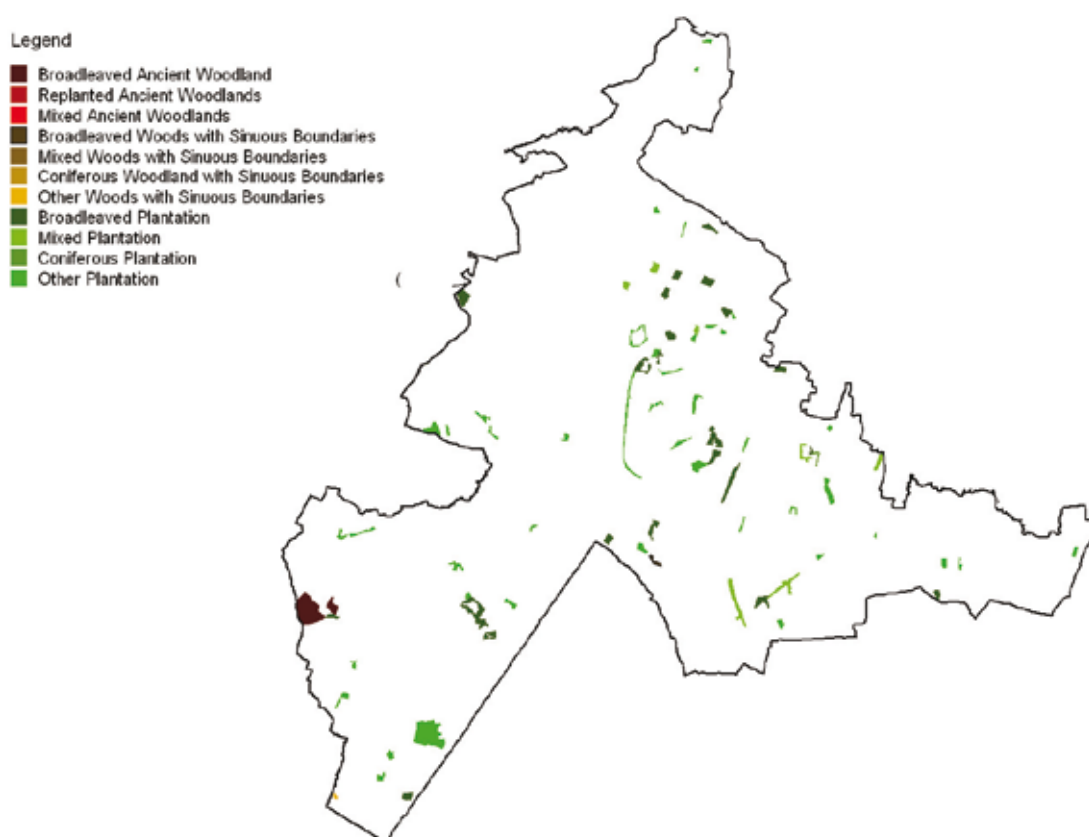 Legend
Broadleaved Ancient Woodland
Replanted Ancient Woodlands
Mixed Ancient Woodlands
Broadleaved Woods with Sinuous Boundaries
Mixed Woods with Sinuous Boundaries
Coniferous Woodland with Sinuous Boundaries
Other Woods with Sinuous Boundaries
Broadleaved Plantation
Mixed Plantation
Coniferous Plantation
Other Plantation